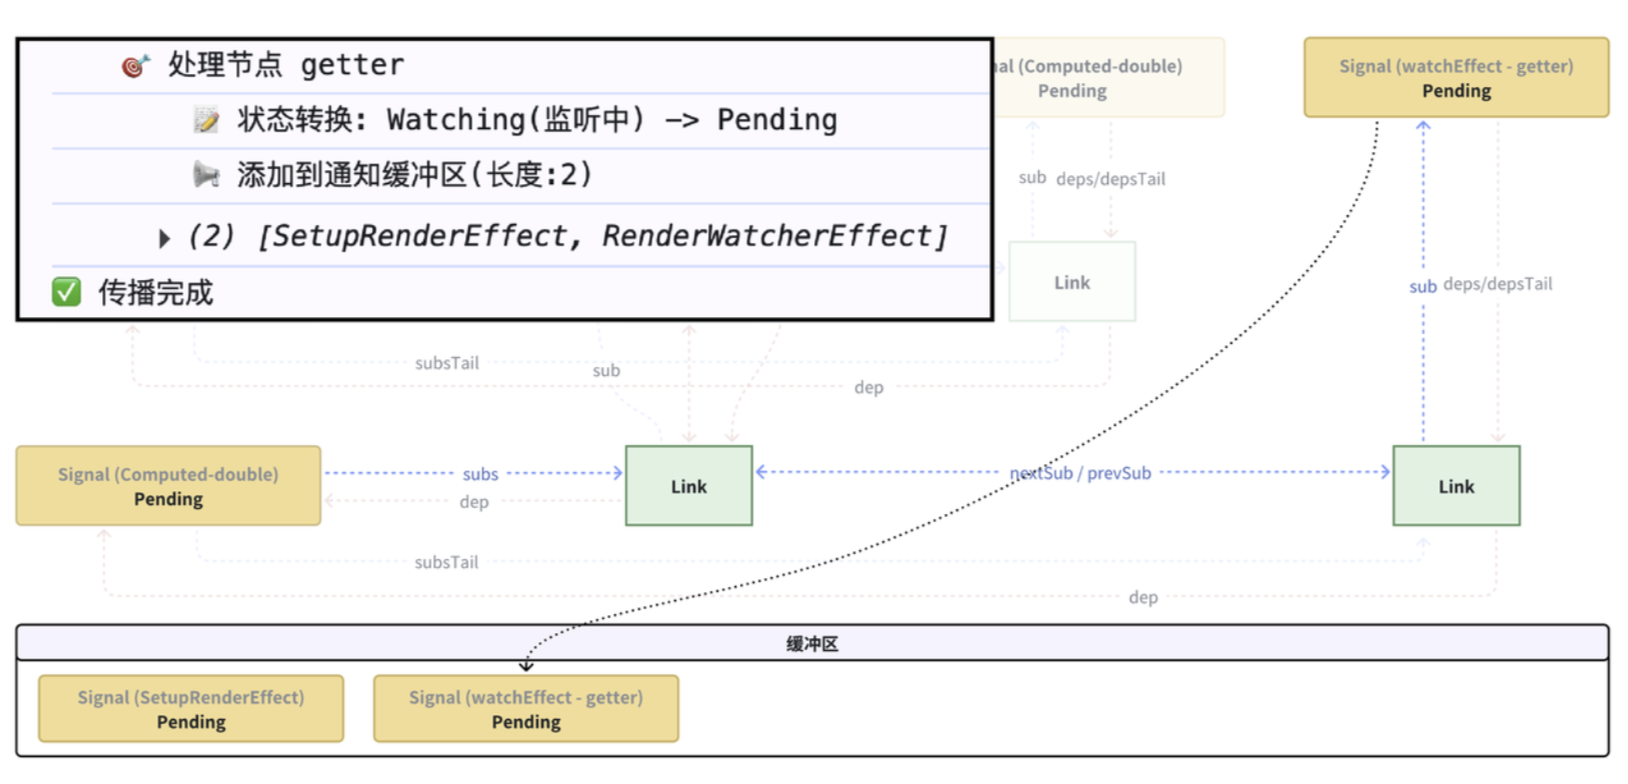 处理节点 getter
状态转换: Watching(监听中) —> Pending
添加到通知缓冲区(长度:2)
(2) [SetupRenderEffect, RenderWatcherEffect]
传播完成
(Computed-double)
Pending
Signal (watchEffect - getter)
Pending
sub
deps/depsTail
Link
sub
deps/depsTail
subsTail
sub
dep
Signal (Computed-double)
Pending
subs
dep
Link
nextSub / prevSub
Link
subsTail
dep
缓冲区
Signal (SetupRenderEffect)
Pending
Signal (watchEffect - getter)
Pending